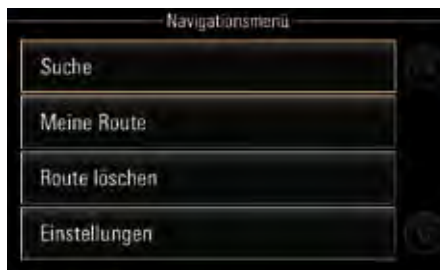 Navigationsmenü
Suche
Meine Route
Route löschen
Einstellungen